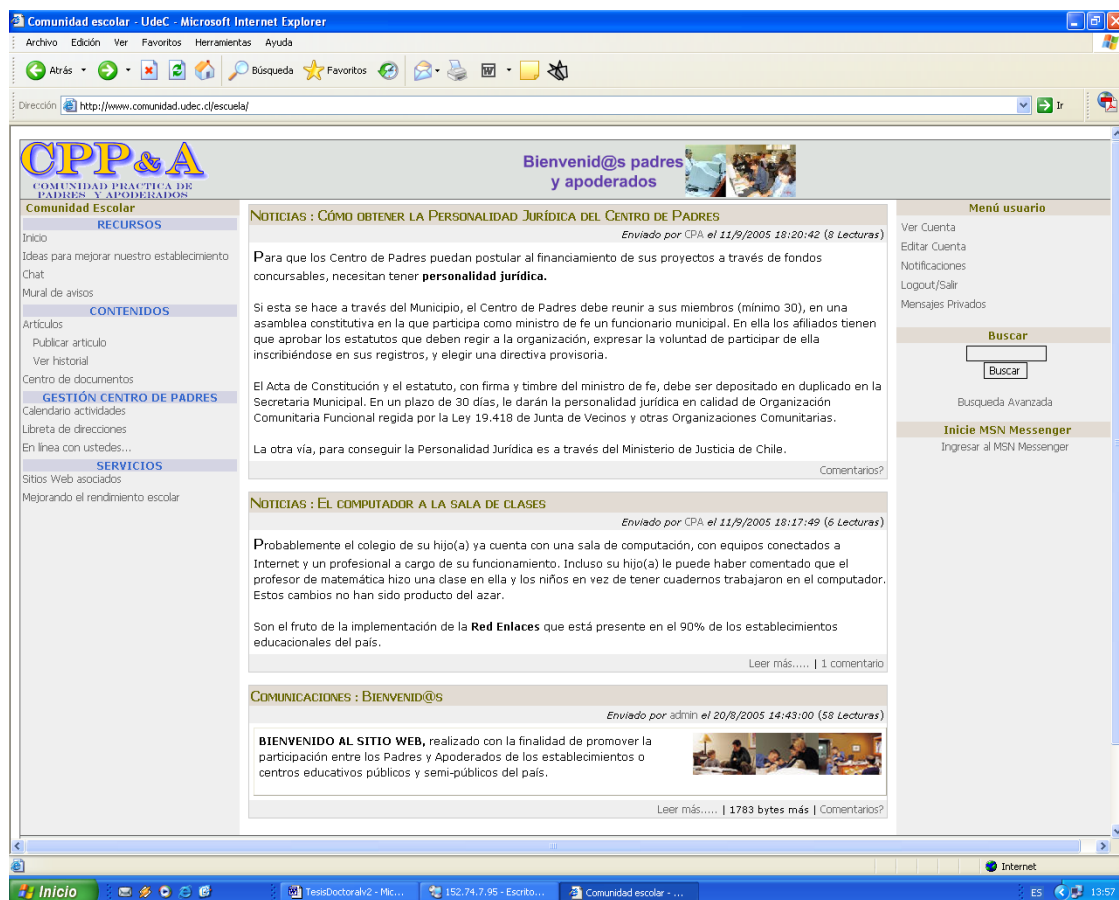 Comunidad escolar - UdeC - Microsoft Internet Explorer
Archivo Edición Ver Favoritos Herramientas Ayuda
Atrás Búsqueda Favoritos
Dirección http://www.comunidad.udec.cl/escuela/ Ir
CPP&A
COMUNIDAD PRACTICA DE
PADRES Y APODERADOS
Bienvenid@s padres
y apoderados
Comunidad Escolar
RECURSOS
Inicio
Ideas para mejorar nuestro establecimiento
Chat
Mural de avisos
CONTENIDOS
Artículos
Publicar articulo
Ver historial
Centro de documentos
GESTIÓN CENTRO DE PADRES
Calendario actividades
Libreta de direcciones
En línea con ustedes...
SERVICIOS
Sitios Web asociados
Mejorando el rendimiento escolar
Noticias : Cómo obtener la Personalidad Jurídica del Centro de Padres
Enviado por CPA el 11/9/2005 18:20:42 (8 Lecturas)
Para que los Centro de Padres puedan postular al financiamiento de sus proyectos a través de fondos
concursables, necesitan tener personalidad jurídica.
Si esta se hace a través del Municipio, el Centro de Padres debe reunir a sus miembros (mínimo 30), en una
asamblea constitutiva en la que participa como ministro de fe un funcionario municipal. En ella los afiliados tienen
que aprobar los estatutos que deben regir a la organización, expresar la voluntad de participar de ella
inscribiéndose en sus registros, y elegir una directiva provisoria.
El Acta de Constitución y el estatuto, con firma y timbre del ministro de fe, debe ser depositado en duplicado en la
Secretaria Municipal. En un plazo de 30 días, le darán la personalidad jurídica en calidad de Organización
Comunitaria Funcional regida por la Ley 19.418 de Junta de Vecinos y otras Organizaciones Comunitarias.
La otra vía, para conseguir la Personalidad Jurídica es a través del Ministerio de Justicia de Chile.
Comentarios?
Noticias : El computador a la sala de clases
Enviado por CPA el 11/9/2005 18:17:49 (6 Lecturas)
Probablemente el colegio de su hijo(a) ya cuenta con una sala de computación, con equipos conectados a
Internet y un profesional a cargo de su funcionamiento. Incluso su hijo(a) le puede haber comentado que el
profesor de matemática hizo una clase en ella y los niños en vez de tener cuadernos trabajaron en el computador.
Estos cambios no han sido producto del azar.
Son el fruto de la implementación de la Red Enlaces que está presente en el 90% de los establecimientos
educacionales del país.
Leer más..... | 1 comentario
Comunicaciones : Bienvenid@s
Enviado por admin el 20/8/2005 14:43:00 (58 Lecturas)
BIENVENIDO AL SITIO WEB, realizado con la finalidad de promover la
participación entre los Padres y Apoderados de los establecimientos o
centros educativos públicos y semi-públicos del país.
Leer más..... | 1783 bytes más | Comentarios?
Menú usuario
Ver Cuenta
Editar Cuenta
Notificaciones
Logout/Salir
Mensajes Privados
Buscar
Buscar
Busqueda Avanzada
Inicie MSN Messenger
Ingresar al MSN Messenger
Internet
Inicio TesisDoctoralv2 - Mic... 152.74.7.95 - Escrito... Comunidad escolar - ... ES 13:57